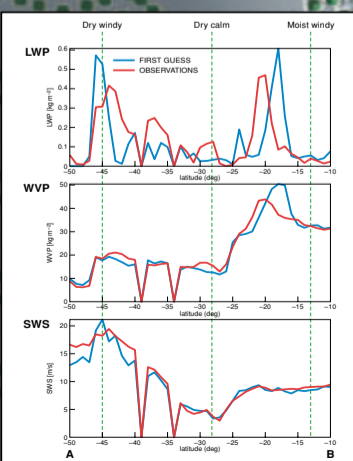 Dry windy Dry calm Moist windy
LWP
FIRST GUESS
OBSERVATIONS
LWP [kg m⁻²]
0.6
0.5
0.4
0.3
0.2
0.1
0
−50 −45 −40 −35 −30 −25 −20 −15 −10
latitude (deg)
WVP
WVP [kg m⁻²]
50
40
30
20
10
0
−50 −45 −40 −35 −30 −25 −20 −15 −10
latitude (deg)
SWS
SWS [m/s]
20
15
10
5
0
−50 −45 −40 −35 −30 −25 −20 −15 −10
latitude (deg)
A B